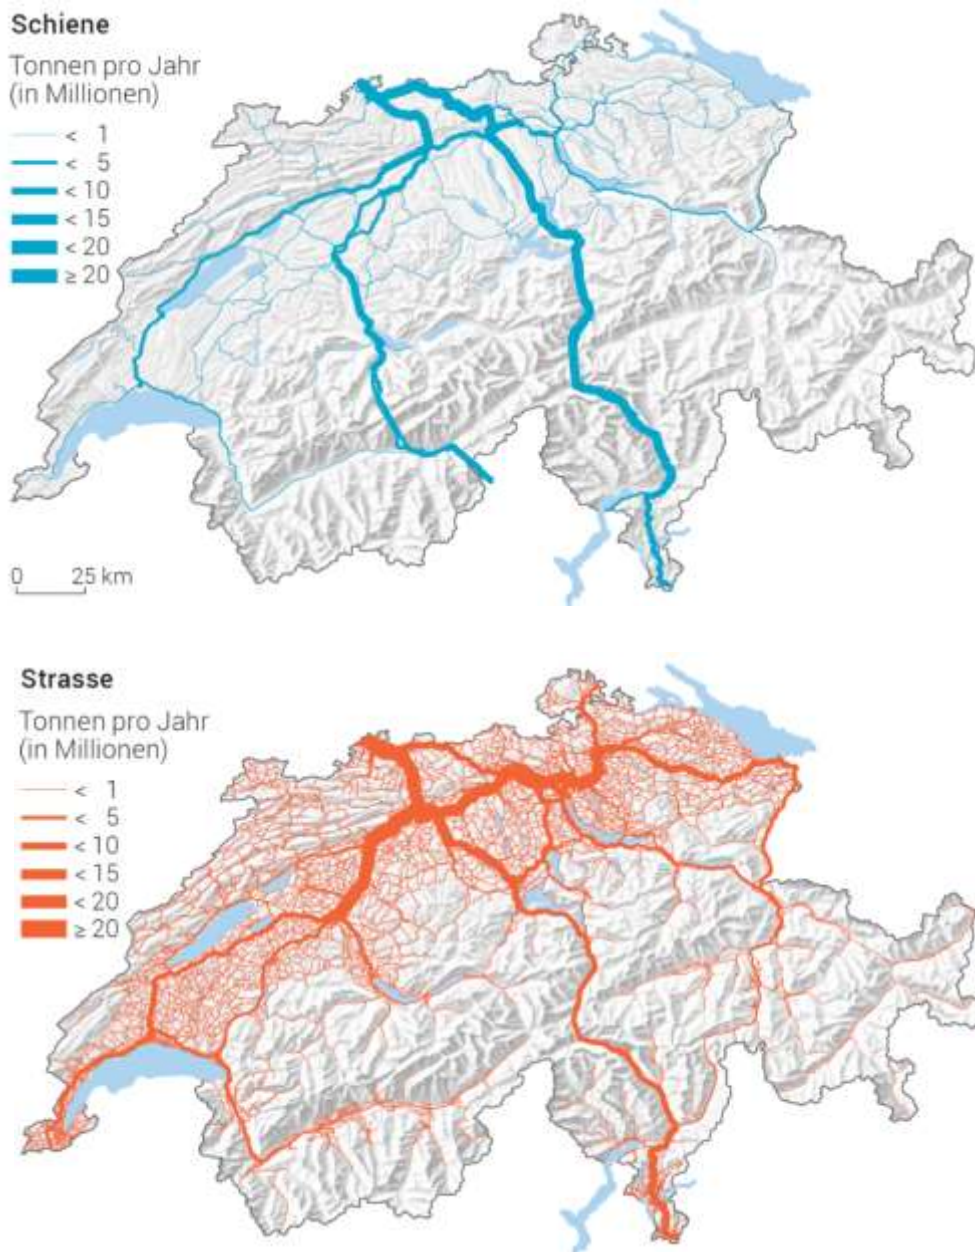 Schiene
Tonnen pro Jahr
(in Millionen)
< 1
< 5
< 10
< 15
< 20
≥ 20
0 25 km
Strasse
Tonnen pro Jahr
(in Millionen)
< 1
< 5
< 10
< 15
< 20
≥ 20